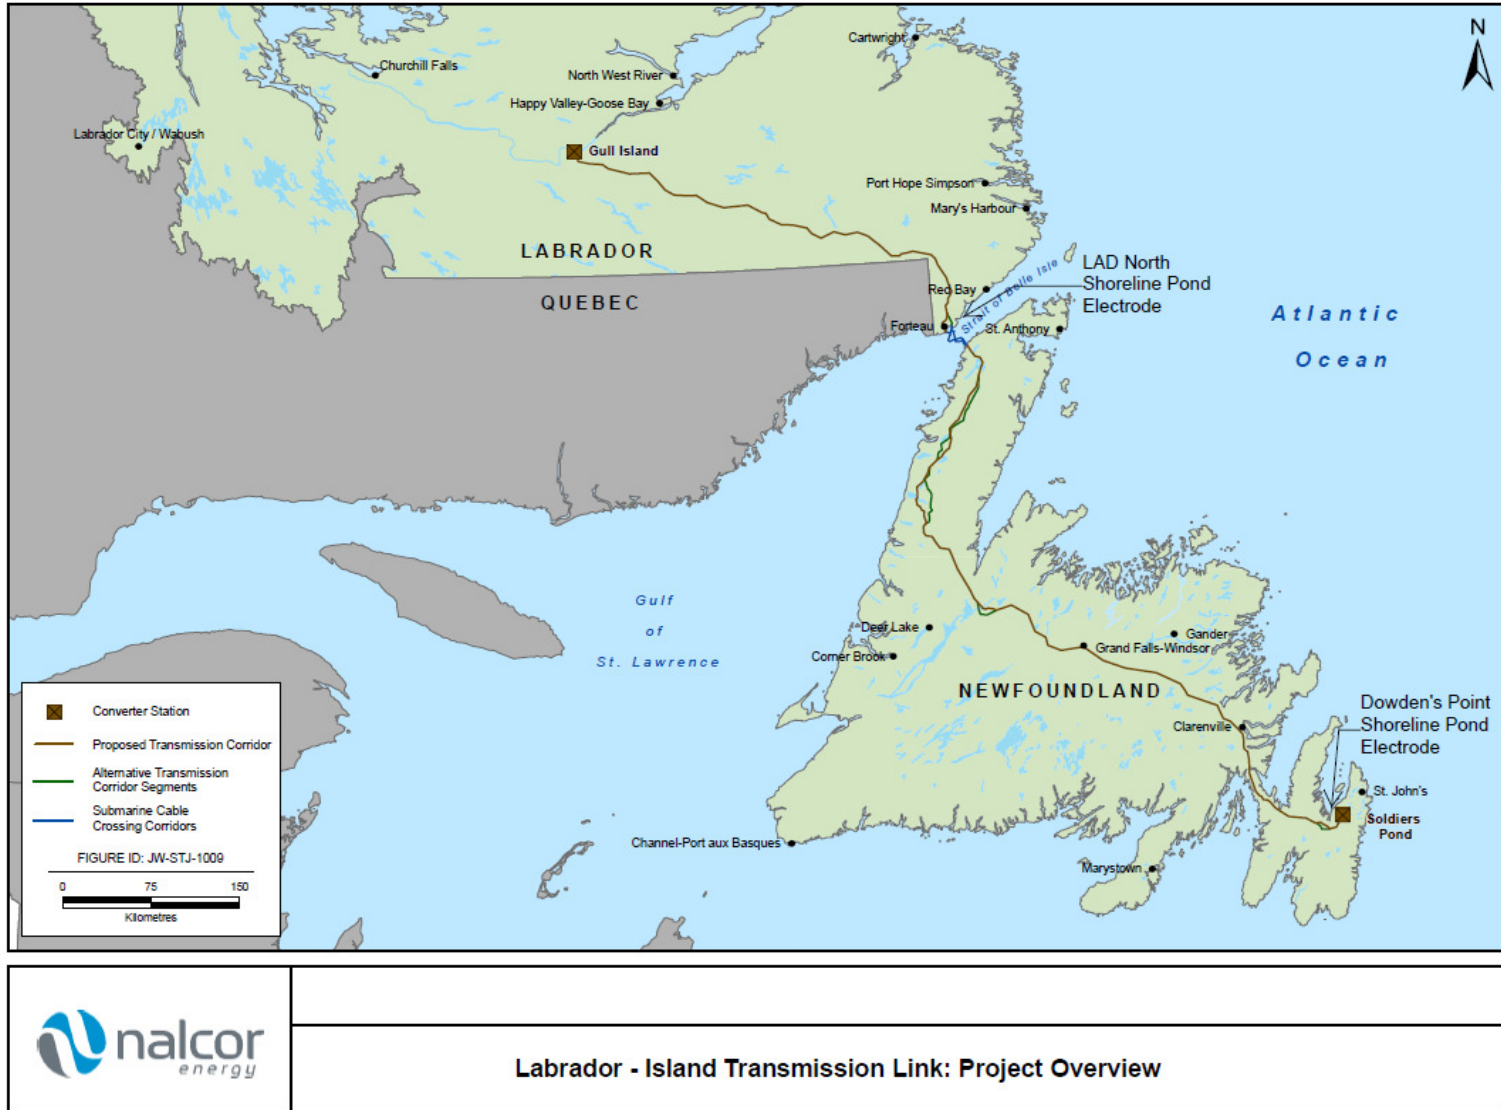 N
Cartwright
Churchill Falls
North West River
Happy Valley-Goose Bay
Labrador City / Wabush
Gull Island
Port Hope Simpson
Mary's Harbour
LABRADOR
LAD North
Shoreline Pond
Electrode
Red Bay
Strait of Belle Isle
QUEBEC
Forteau
St. Anthony
Atlantic
Ocean
Gulf
of
St. Lawrence
Deer Lake
Gander
Grand Falls-Windsor
Corner Brook
NEWFOUNDLAND
Dowden's Point
Shoreline Pond
Electrode
Clarenville
St. John's
Soldiers
Pond
Channel-Port aux Basques
Marystown
Converter Station
Proposed Transmission Corridor
Alternative Transmission
Corridor Segments
Submarine Cable
Crossing Corridors
FIGURE ID: JW-STJ-1009
0 75 150
Kilometres
nalcor
energy
Labrador - Island Transmission Link: Project Overview